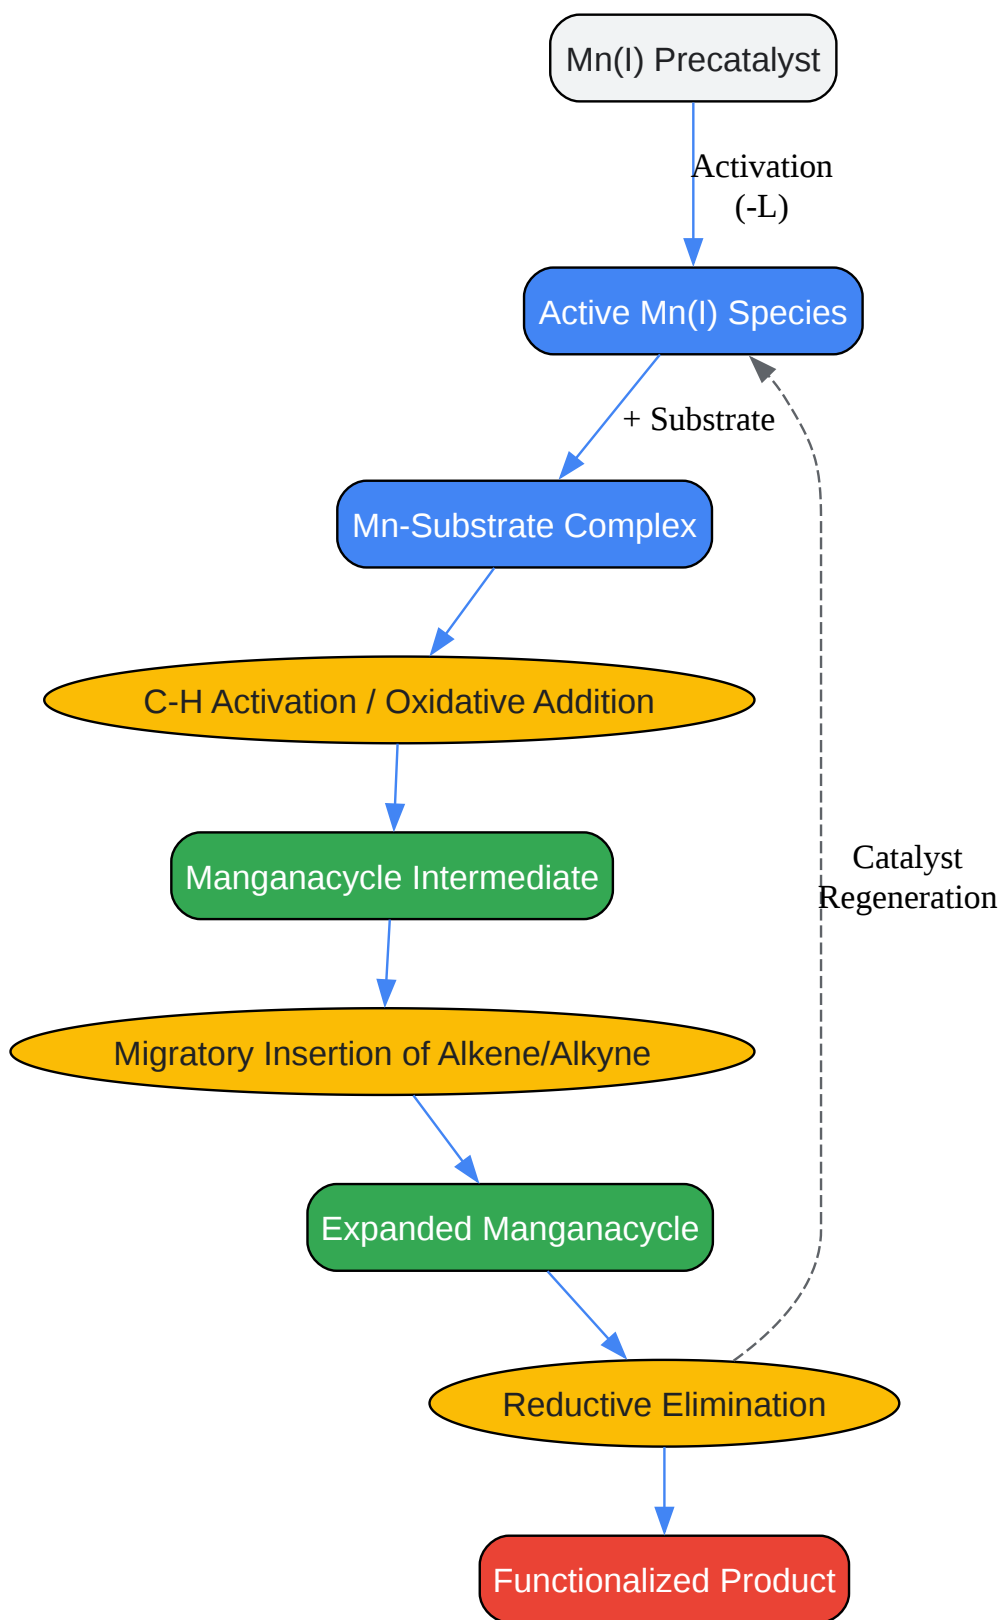 Mn(I) Precatalyst
Activation
(-L)
Active Mn(I) Species
+ Substrate
Mn-Substrate Complex
C-H Activation / Oxidative Addition
Manganacycle Intermediate
Catalyst
Regeneration
Migratory Insertion of Alkene/Alkyne
Expanded Manganacycle
Reductive Elimination
Functionalized Product